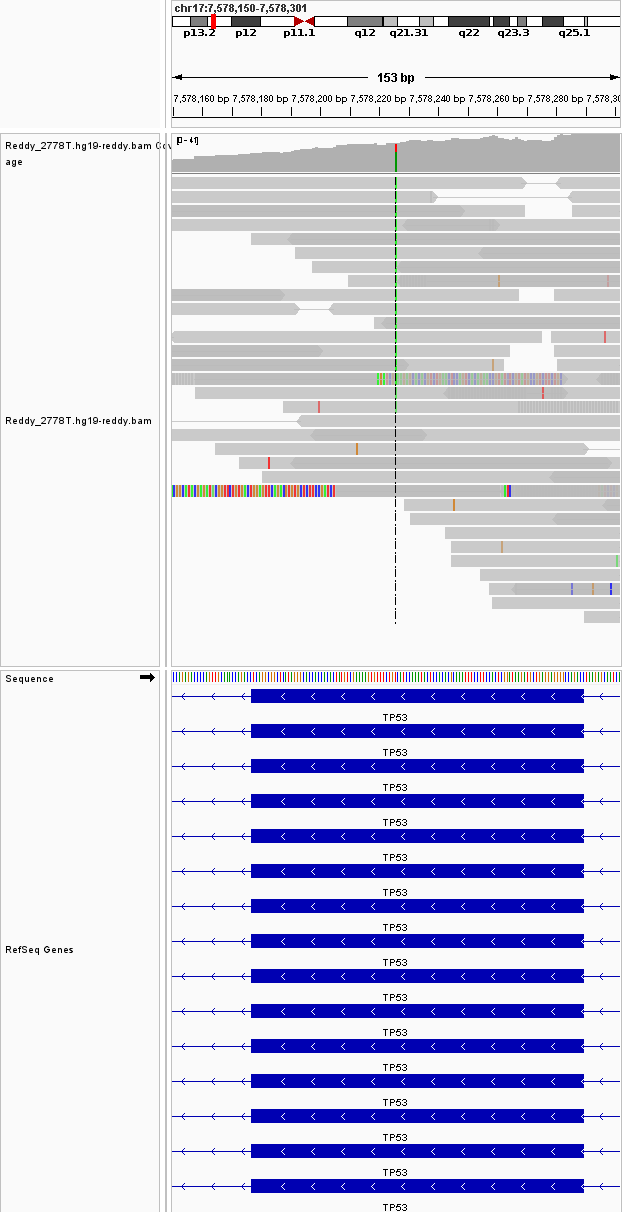 chr17:7,578,150-7,578,301
p13.2 p12 p11.1 q12 q21.31 q22 q23.3 q25.1
153 bp
7,578,160 bp 7,578,180 bp 7,578,200 bp 7,578,220 bp 7,578,240 bp 7,578,260 bp 7,578,280 bp 7,578,30
[0 - 41]
Reddy_2778T.hg19-reddy.bam Cov
age
Reddy_2778T.hg19-reddy.bam
Sequence
TP53
TP53
TP53
TP53
TP53
TP53
TP53
RefSeq Genes
TP53
TP53
TP53
TP53
TP53
TP53
TP53
TP53